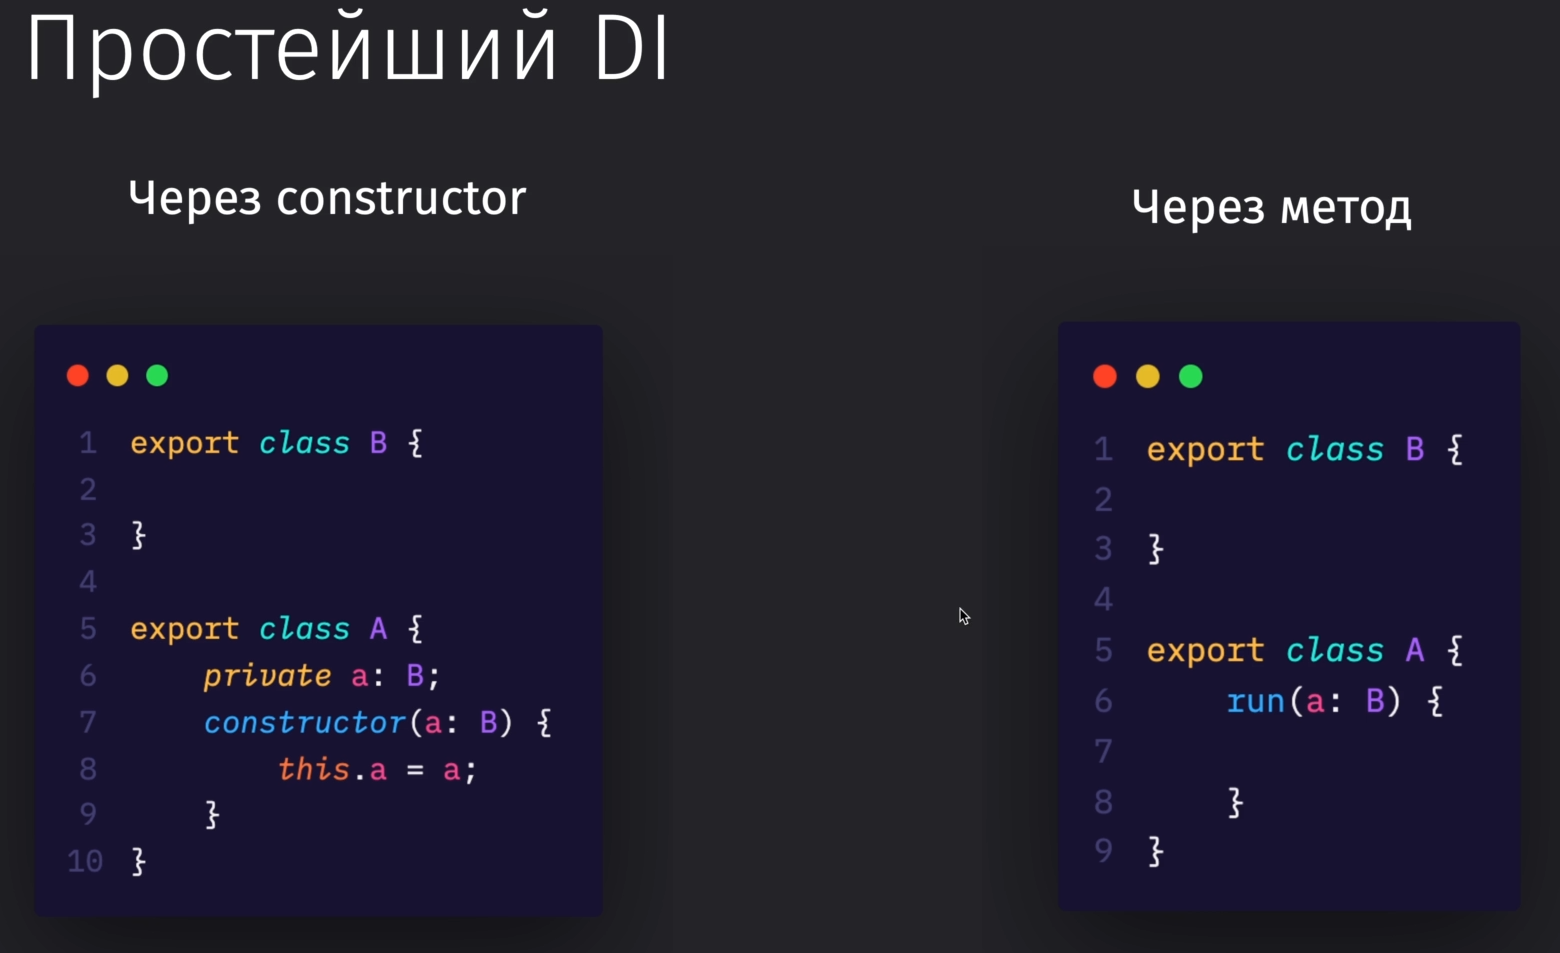 Простейший DI
Через constructor
1 export class B {
2
3 }
4
5 export class A {
6     private a: B;
7     constructor(a: B) {
8         this.a = a;
9     }
10 }
Через метод
1 export class B {
2
3 }
4
5 export class A {
6     run(a: B) {
7
8     }
9 }